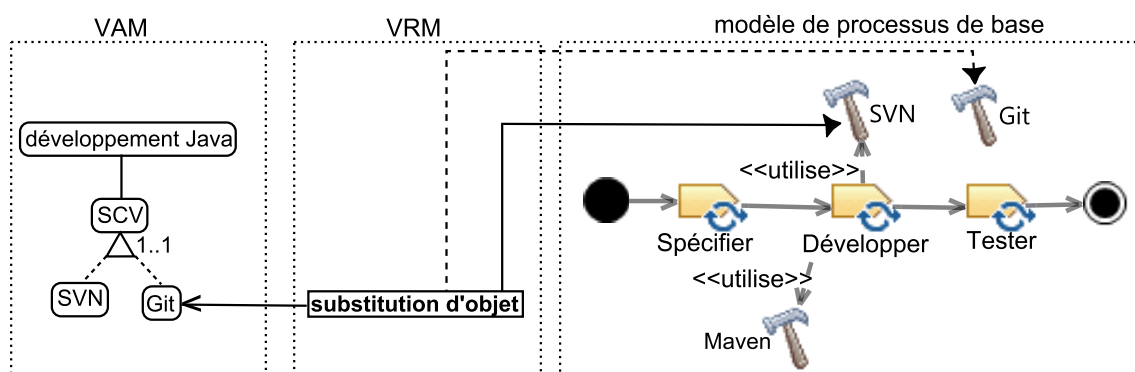 VAM
VRM
modèle de processus de base
développement Java
SCV
1..1
SVN
Git
substitution d'objet
SVN
Git
<<utilise>>
Spécifier
Développer
Tester
<<utilise>>
Maven